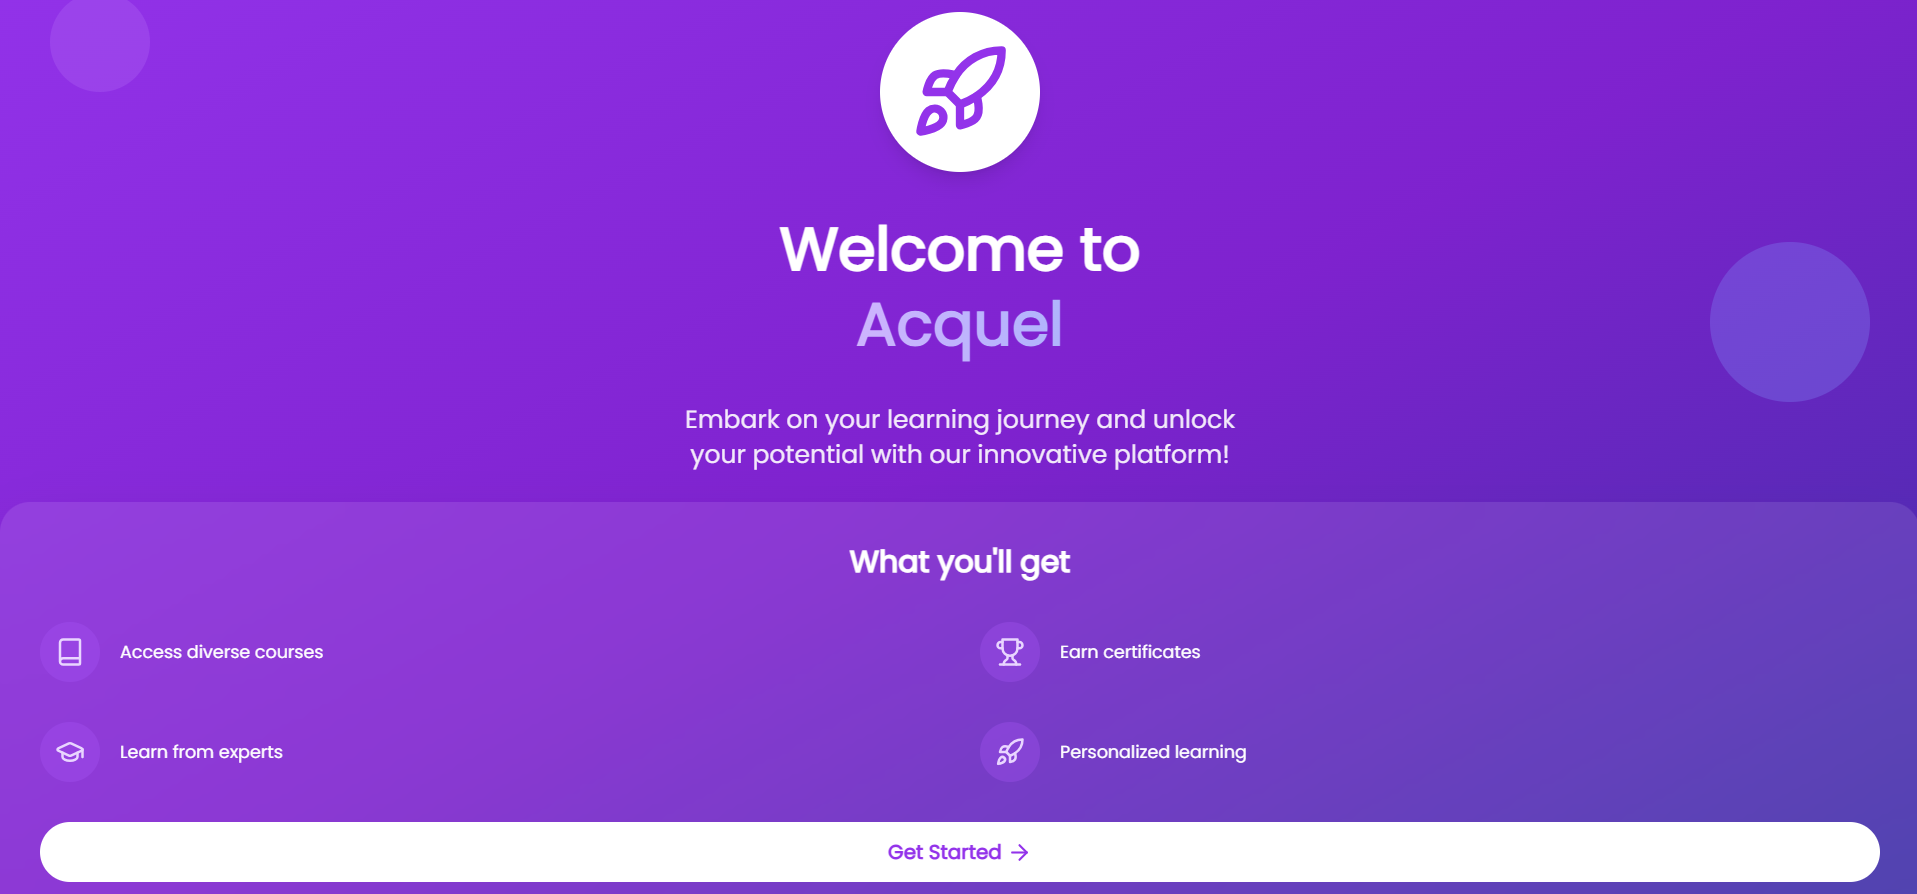 Welcome to
Acquel
Embark on your learning journey and unlock
your potential with our innovative platform!
What you'll get
Access diverse courses
Earn certificates
Learn from experts
Personalized learning
Get Started